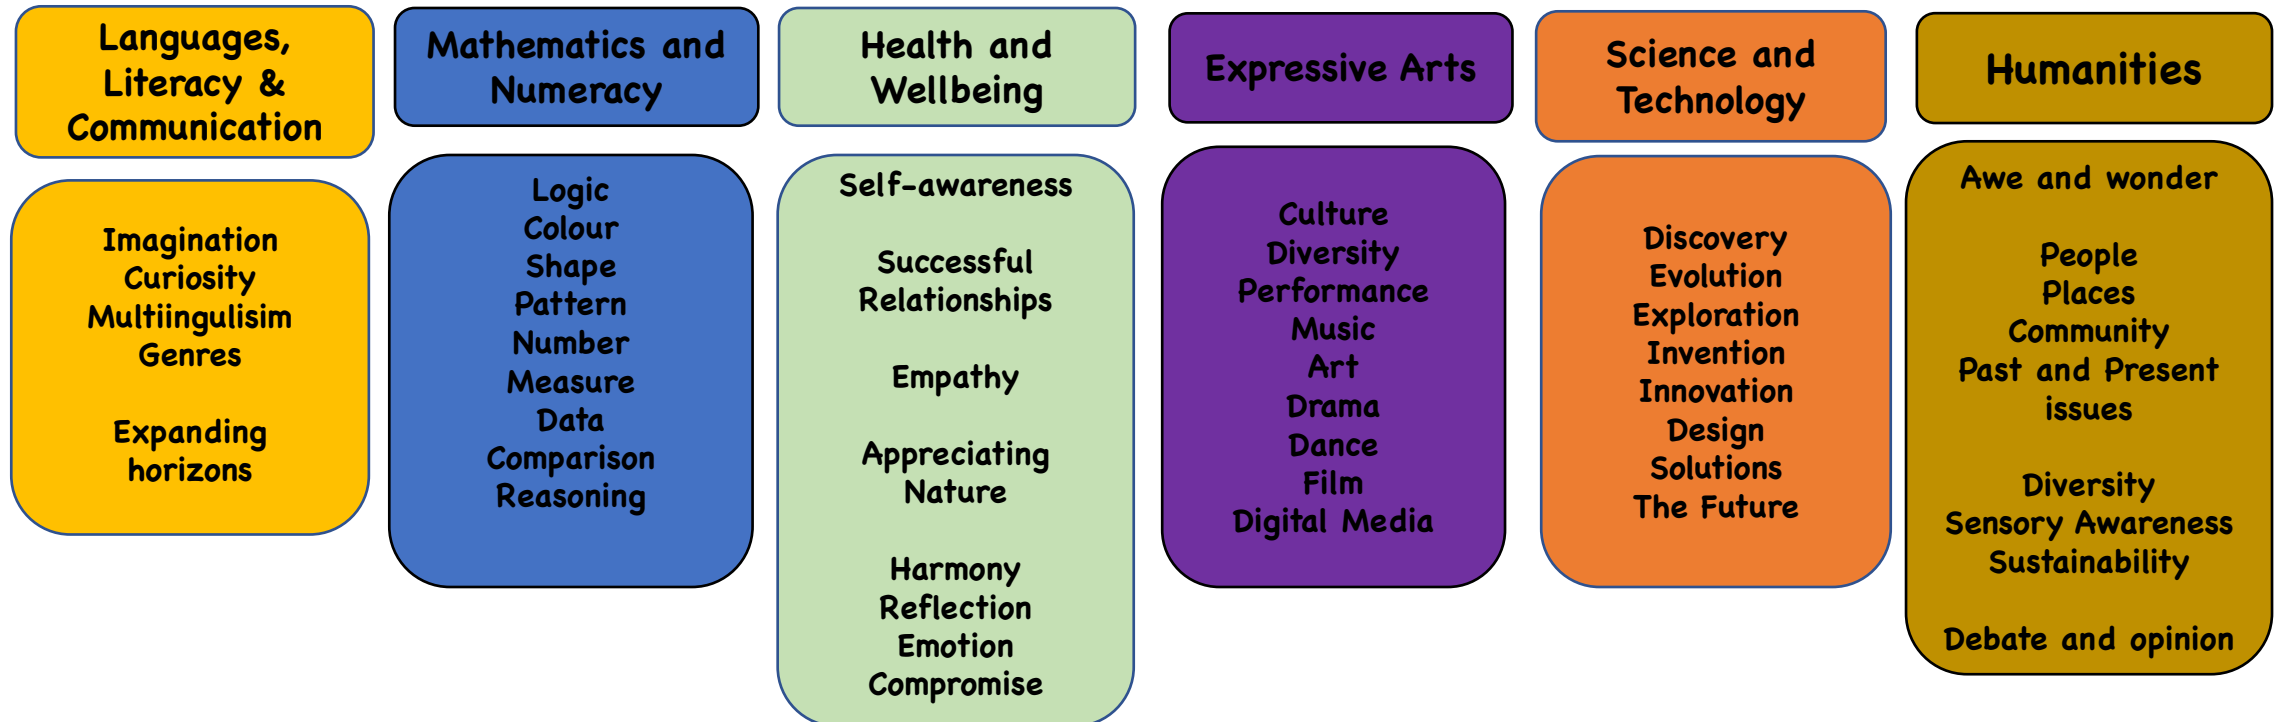 Languages,
Literacy &
Communication
Imagination
Curiosity
Multiingulisim
Genres
Expanding
horizons
Mathematics and
Numeracy
Logic
Colour
Shape
Pattern
Number
Measure
Data
Comparison
Reasoning
Health and
Wellbeing
Self-awareness
Successful
Relationships
Empathy
Appreciating
Nature
Harmony
Reflection
Emotion
Compromise
Expressive Arts
Culture
Diversity
Performance
Music
Art
Drama
Dance
Film
Digital Media
Science and
Technology
Discovery
Evolution
Exploration
Invention
Innovation
Design
Solutions
The Future
Humanities
Awe and wonder
People
Places
Community
Past and Present
issues
Diversity
Sensory Awareness
Sustainability
Debate and opinion